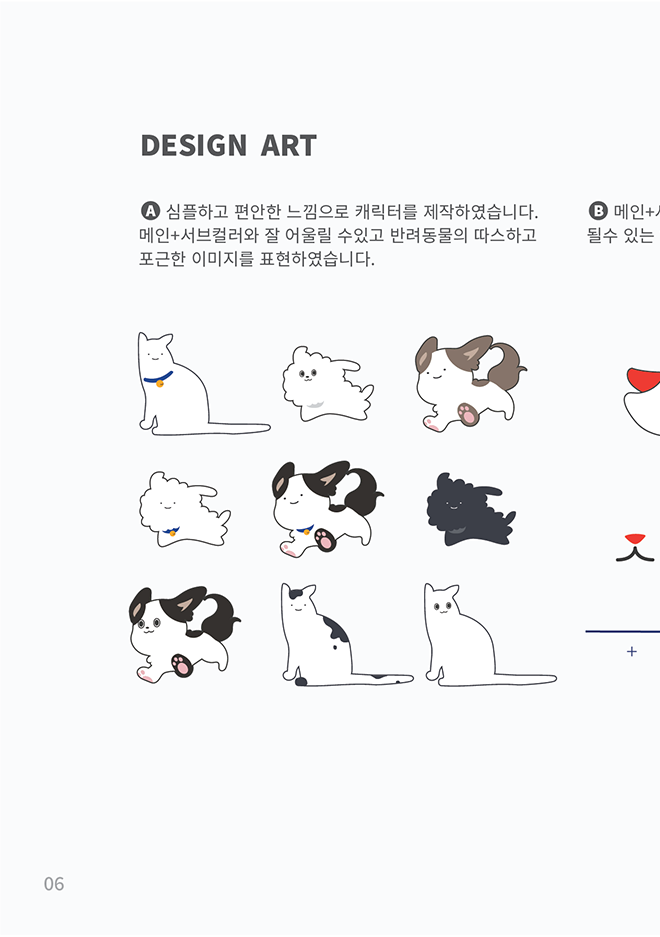 DESIGN ART
A 심플하고 편안한 느낌으로 캐릭터를 제작하였습니다.
메인+서브컬러와 잘 어울릴 수있고 반려동물의 따스하고
포근한 이미지를 표현하였습니다.
B 메인+
될수 있는
+
06